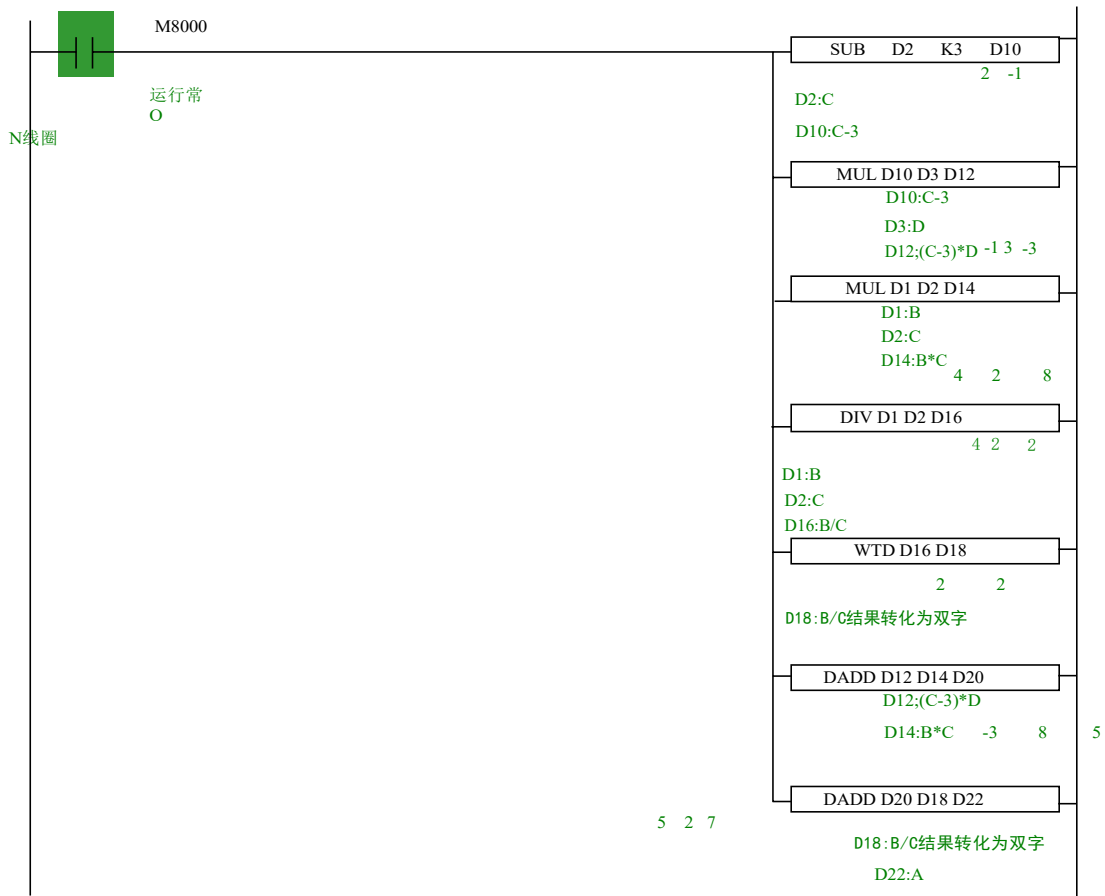 M8000
运行常
O
N线圈
SUB D2 K3 D10
2 -1
D2:C
D10:C-3
MUL D10 D3 D12
D10:C-3
D3:D
D12;(C-3)*D -1 3 -3
MUL D1 D2 D14
D1:B
D2:C
D14:B*C
4 2 8
DIV D1 D2 D16
4 2 2
D1:B
D2:C
D16:B/C
WTD D16 D18
2 2
D18:B/C结果转化为双字
DADD D12 D14 D20
D12;(C-3)*D
D14:B*C -3 8 5
DADD D20 D18 D22
5 2 7
D18:B/C结果转化为双字
D22:A